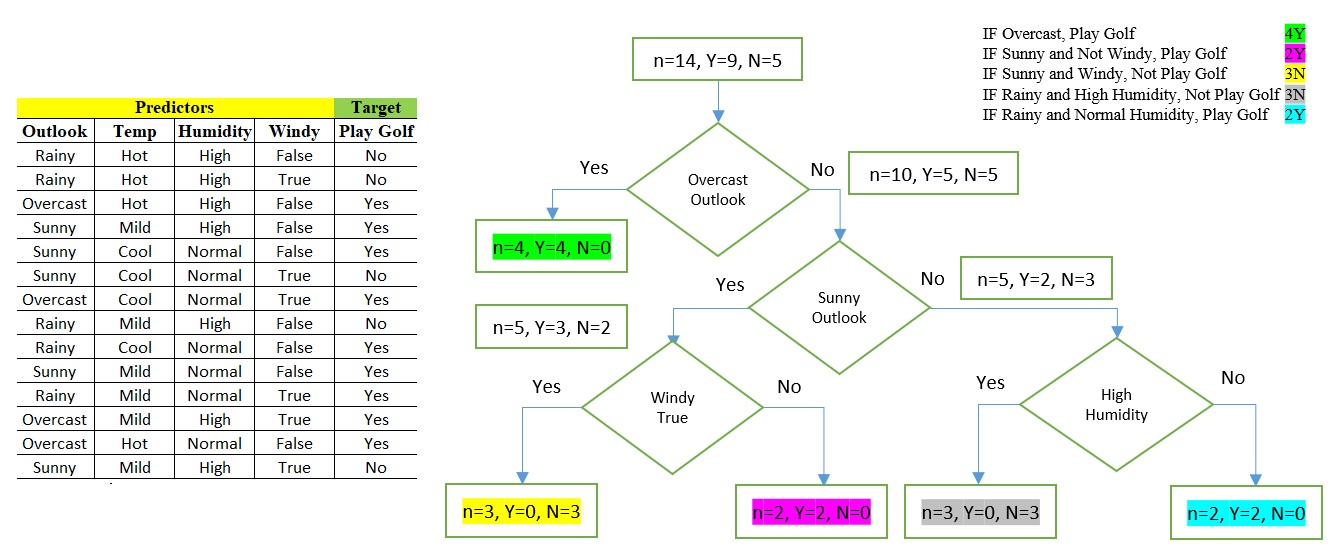 Predictors Target
Outlook Temp Humidity Windy Play Golf
Rainy Hot High False No
Rainy Hot High True No
Overcast Hot High False Yes
Sunny Mild High False Yes
Sunny Cool Normal False Yes
Sunny Cool Normal True No
Overcast Cool Normal True Yes
Rainy Mild High False No
Rainy Cool Normal False Yes
Sunny Mild Normal False Yes
Rainy Mild Normal True Yes
Overcast Mild High True Yes
Overcast Hot Normal False Yes
Sunny Mild High True No
n=14, Y=9, N=5
IF Overcast, Play Golf 4Y
IF Sunny and Not Windy, Play Golf 2Y
IF Sunny and Windy, Not Play Golf 3N
IF Rainy and High Humidity, Not Play Golf 3N
IF Rainy and Normal Humidity, Play Golf 2Y
Yes
Overcast
Outlook
No
n=10, Y=5, N=5
n=4, Y=4, N=0
Yes
Sunny
Outlook
No
n=5, Y=2, N=3
n=5, Y=3, N=2
Yes
Windy
True
No
Yes
High
Humidity
No
n=3, Y=0, N=3
n=2, Y=2, N=0
n=3, Y=0, N=3
n=2, Y=2, N=0